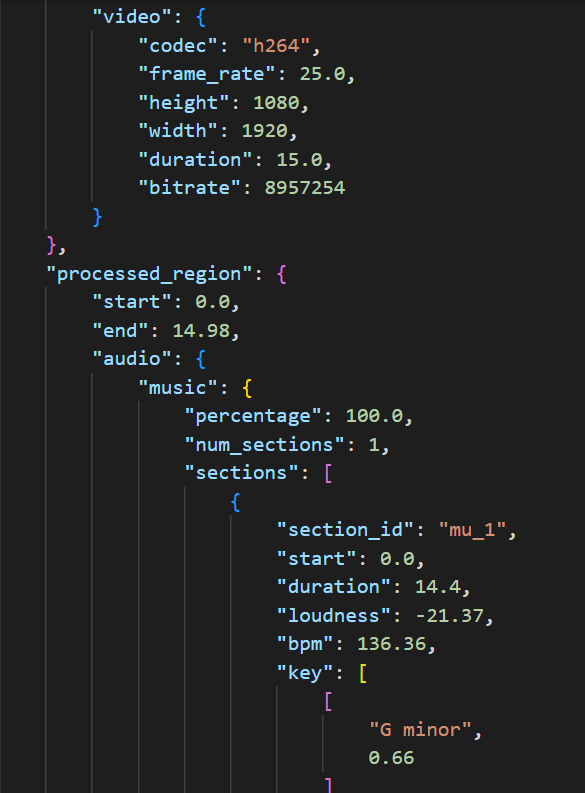 "video": {
"codec": "h264",
"frame_rate": 25.0,
"height": 1080,
"width": 1920,
"duration": 15.0,
"bitrate": 8957254
}
},
"processed_region": {
"start": 0.0,
"end": 14.98,
"audio": {
"music": {
"percentage": 100.0,
"num_sections": 1,
"sections": [
{
"section_id": "mu_1",
"start": 0.0,
"duration": 14.4,
"loudness": -21.37,
"bpm": 136.36,
"key": [
[
"G minor",
0.66
]